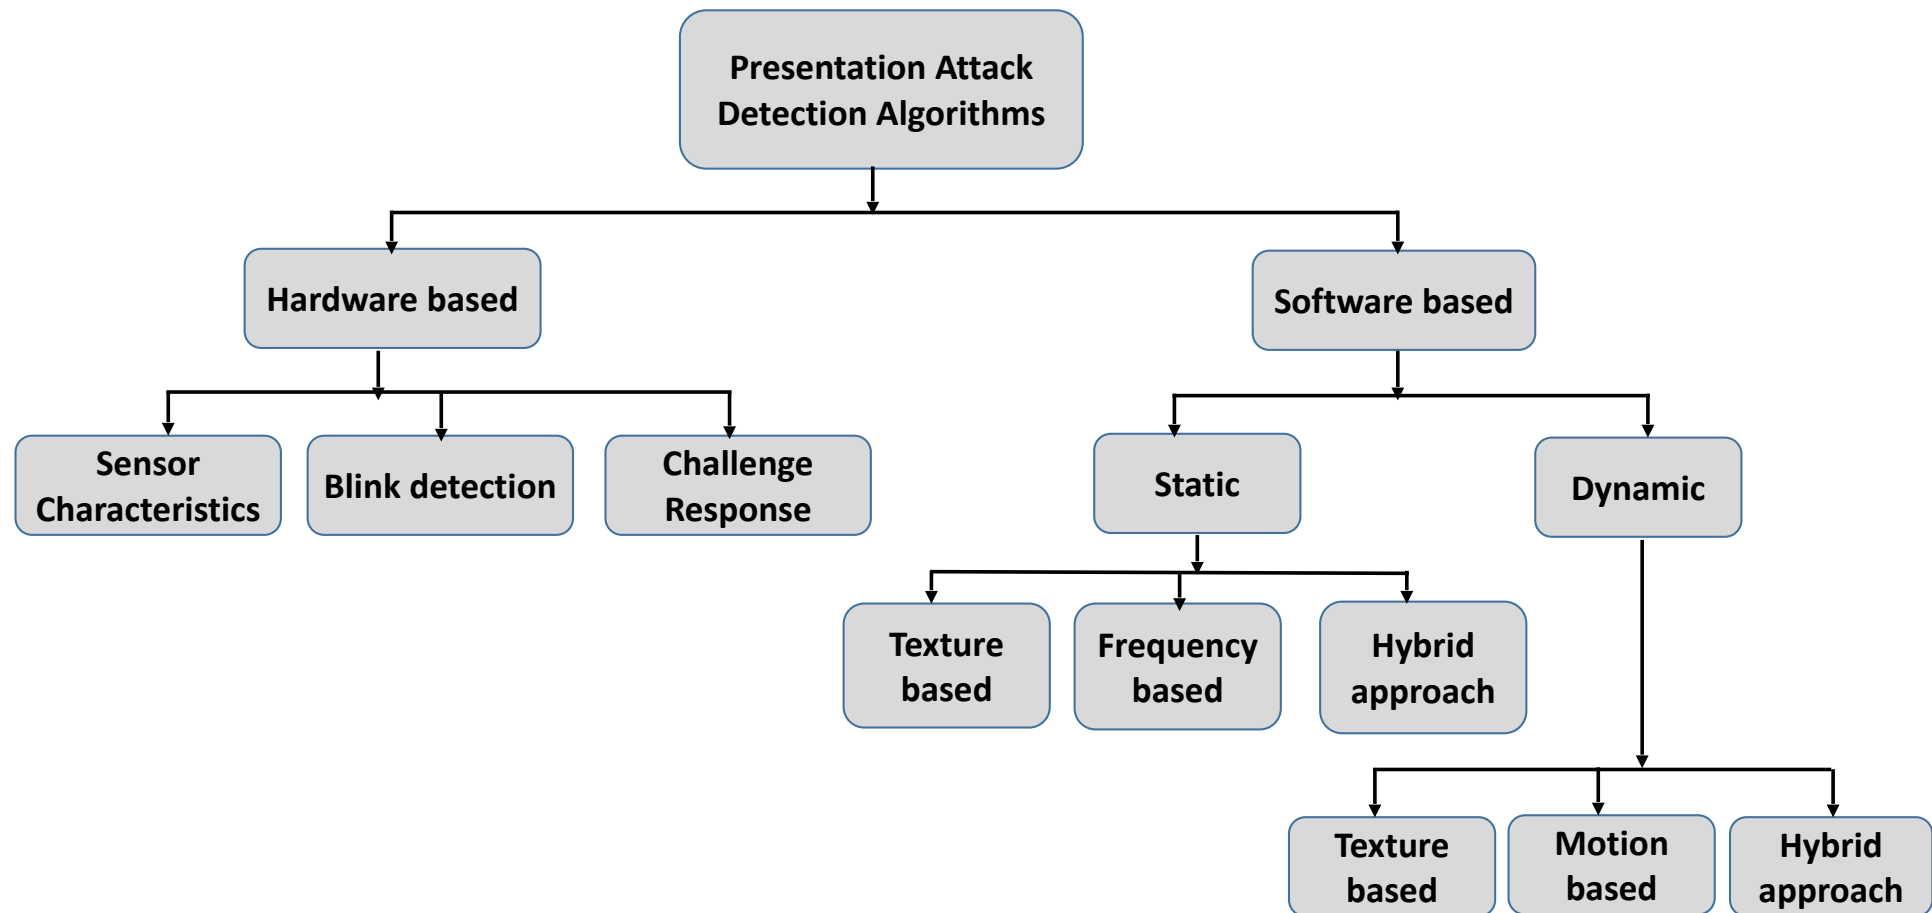 Presentation Attack
Detection Algorithms
Hardware based
Software based
Sensor
Characteristics
Blink detection
Challenge
Response
Static
Dynamic
Texture
based
Frequency
based
Hybrid
approach
Texture
based
Motion
based
Hybrid
approach